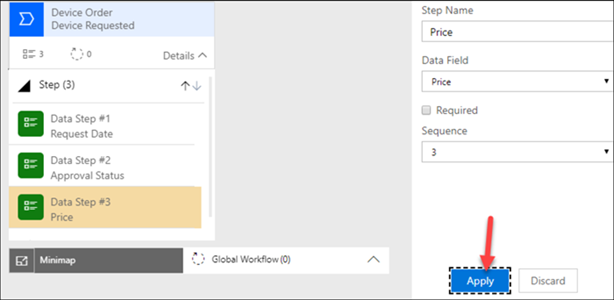 Device Order
Device Requested
3
0
Details
Step (3)
Data Step #1
Request Date
Data Step #2
Approval Status
Data Step #3
Price
Minimap
Global Workflow (0)
Step Name
Price
Data Field
Price
Required
Sequence
3
Apply
Discard